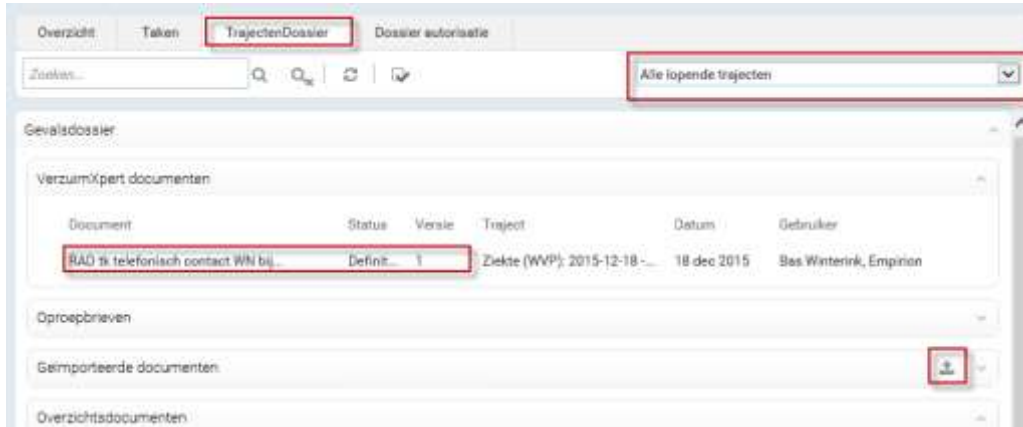 Overzicht Taken TrajectenDossier Dossier autorisatie
Zoeken... Alle lopende trajecten
Gevalsdossier
VerzuimXpert documenten
Document Status Versie Traject Datum Gebruiker
RAD tk telefonisch contact WN bij... Definit... 1 Ziekte (WVP): 2015-12-18 -... 18 dec 2015 Bas Winterink, Empirion
Oproepbrieven
Geïmporteerde documenten
Overzichtsdocumenten